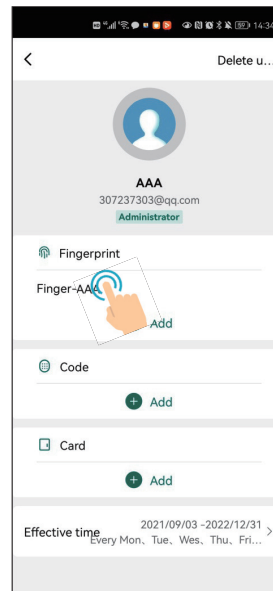 59 14:34
Delete u...
AAA
307237303@qq.com
Administrator
Fingerprint
Finger-AAA
Add
Code
Add
Card
Add
Effective time
2021/09/03 -2022/12/31
Every Mon、Tue、Wes、Thu、Fri...